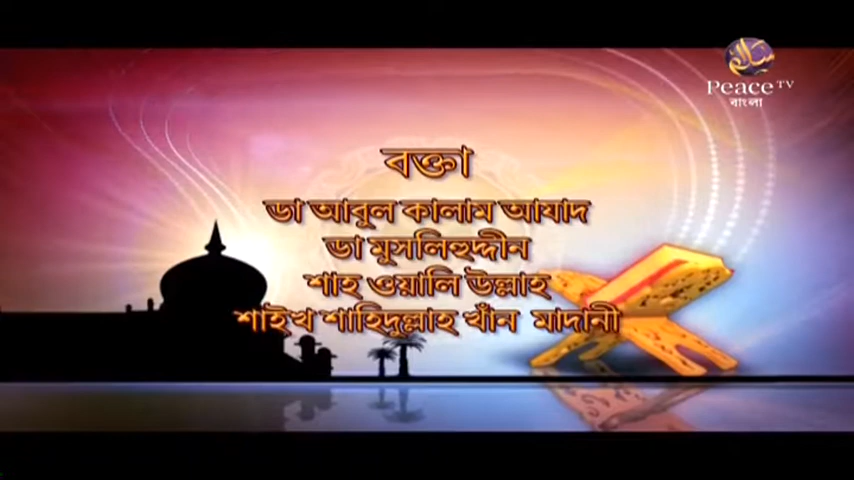 Peace TV
বাংলা
বক্তা
ডা আবুল কালাম আযাদ
ডা মুসলিহুদ্দীন
শাহ ওয়ালি উল্লাহ
শাইখ শাহিদুল্লাহ খাঁন মাদানী